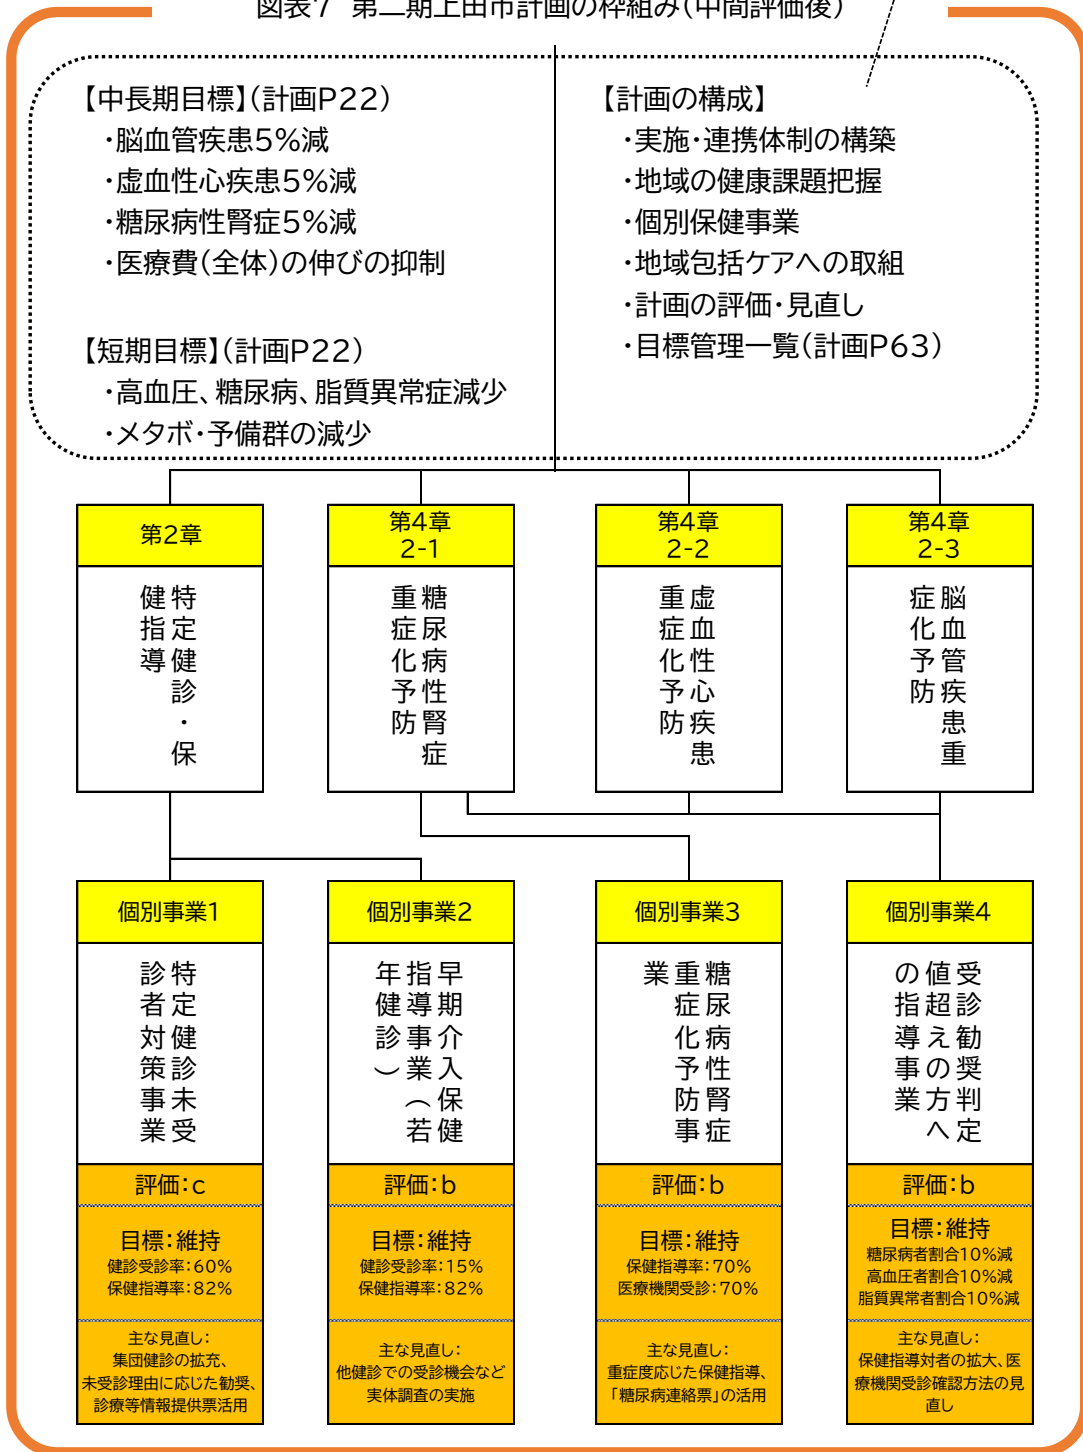 図表7 第二期上田市計画の枠組み(中間評価後)
【中長期目標】(計画P22)
・脳血管疾患5%減
・虚血性心疾患5%減
・糖尿病性腎症5%減
・医療費(全体)の伸びの抑制
【短期目標】(計画P22)
・高血圧、糖尿病、脂質異常症減少
・メタボ・予備群の減少
【計画の構成】
・実施・連携体制の構築
・地域の健康課題把握
・個別保健事業
・地域包括ケアへの取組
・計画の評価・見直し
・目標管理一覧(計画P63)
第2章
特定健診・保
健指導
第4章
2-1
糖尿病性腎症
重症化予防
第4章
2-2
虚血性心疾患
重症化予防
第4章
2-3
脳血管疾患重
症化予防
個別事業1
特定健診未受
診者対策事業
評価:c
目標:維持
健診受診率:60%
保健指導率:82%
主な見直し:
集団健診の拡充、
未受診理由に応じた勧奨、
診療等情報提供票活用
個別事業2
早期介入保健
指導事業(若
年健診)
評価:b
目標:維持
健診受診率:15%
保健指導率:82%
主な見直し:
他健診での受診機会など
実体調査の実施
個別事業3
糖尿病性腎症
重症化予防事
業
評価:b
目標:維持
保健指導率:70%
医療機関受診:70%
主な見直し:
重症度応じた保健指導、
「糖尿病連絡票」の活用
個別事業4
受診勧奨判定
値超えの方へ
の指導事業
評価:b
目標:維持
糖尿病者割合10%減
高血圧者割合10%減
脂質異常者割合10%減
主な見直し:
保健指導対者の拡大、医
療機関受診確認方法の見
直し